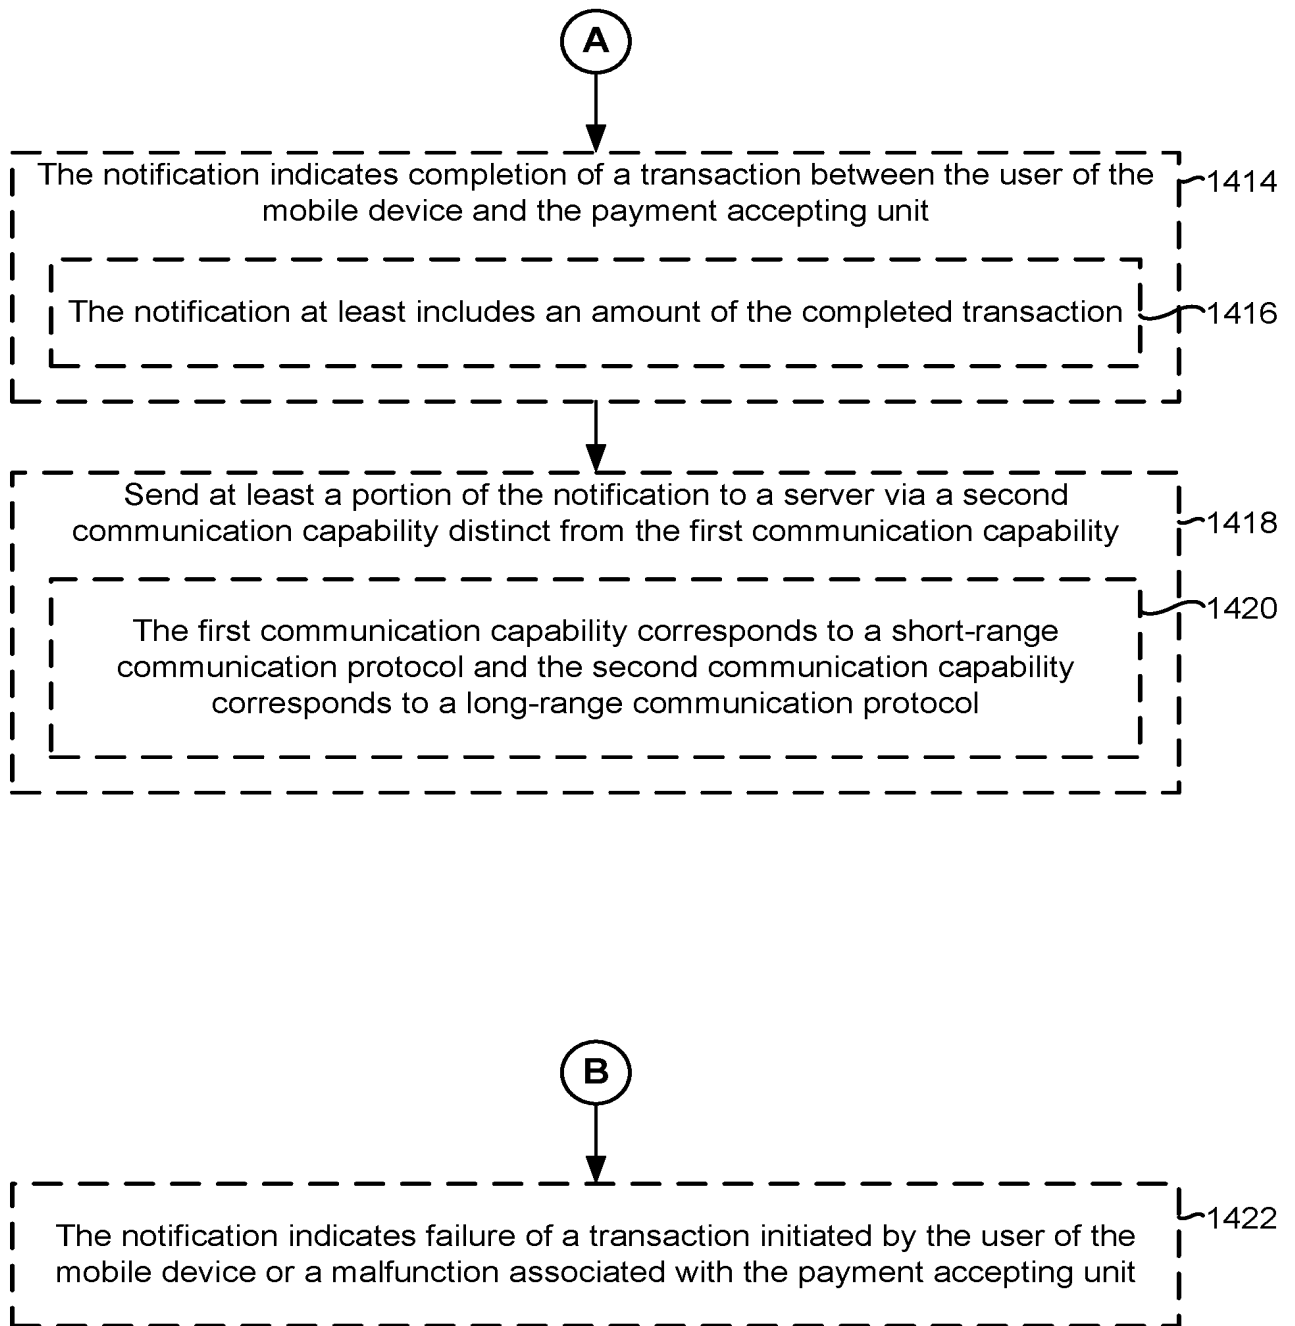 A
The notification indicates completion of a transaction between the user of the
mobile device and the payment accepting unit
1414
The notification at least includes an amount of the completed transaction
1416
Send at least a portion of the notification to a server via a second
communication capability distinct from the first communication capability
1418
1420
The first communication capability corresponds to a short-range
communication protocol and the second communication capability
corresponds to a long-range communication protocol
B
The notification indicates failure of a transaction initiated by the user of the
mobile device or a malfunction associated with the payment accepting unit
1422